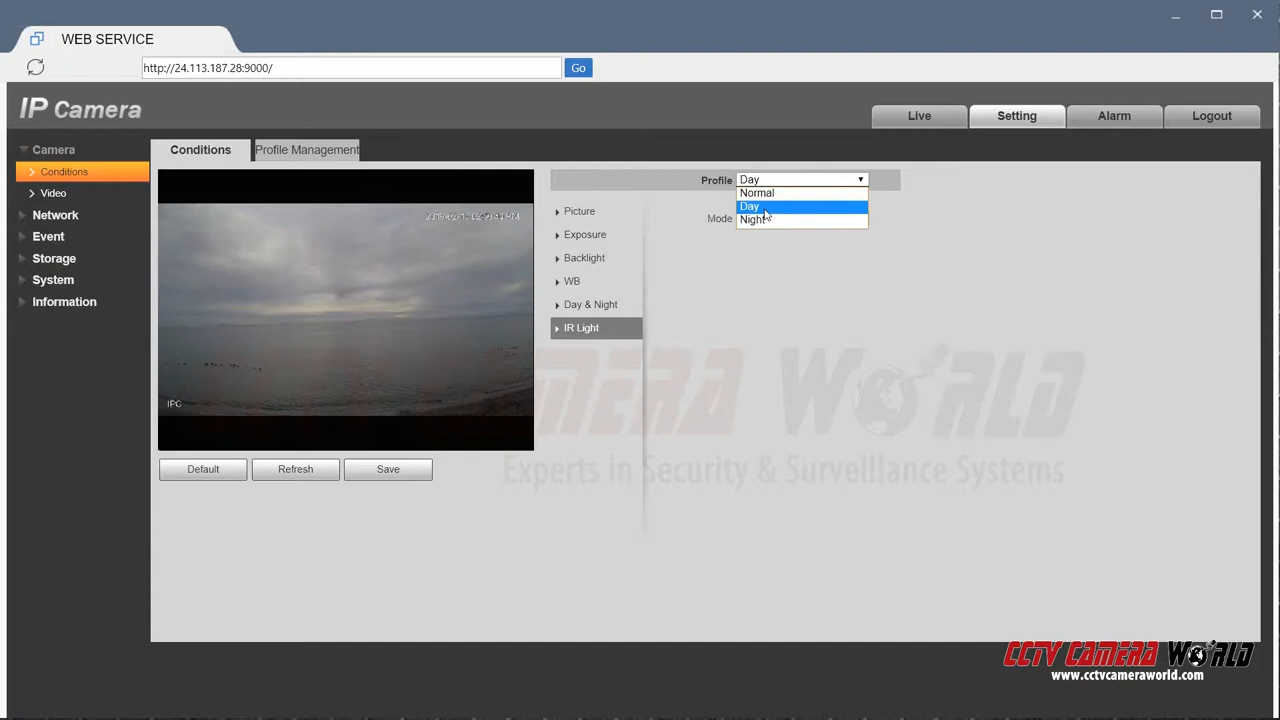 WEB SERVICE
http://24.113.187.28:9000/
Go
IP Camera
Live
Setting
Alarm
Logout
Camera
Conditions
Video
Network
Event
Storage
System
Information
Conditions
Profile Management
Profile
Day
Normal
Day
Night
Mode
Picture
Exposure
Backlight
WB
Day & Night
IR Light
IPC
Default
Refresh
Save
CAMERA WORLD
Experts in Security & Surveillance Systems
CCTV CAMERA WORLD
www.cctvcameraworld.com